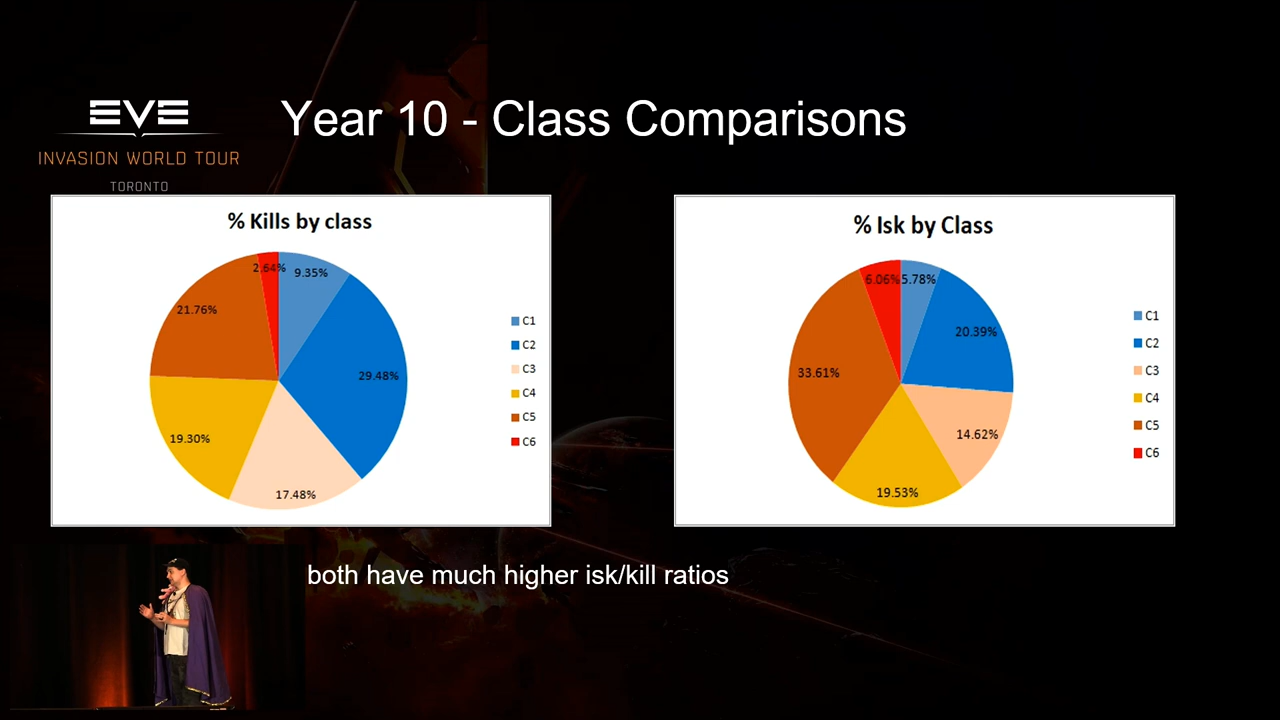 EVE
INVASION WORLD TOUR
TORONTO
Year 10 - Class Comparisons
% Kills by class
2.64%
9.35%
21.76%
29.48%
19.30%
17.48%
C1
C2
C3
C4
C5
C6
% Isk by Class
6.06%
5.78%
20.39%
33.61%
14.62%
19.53%
C1
C2
C3
C4
C5
C6
both have much higher isk/kill ratios